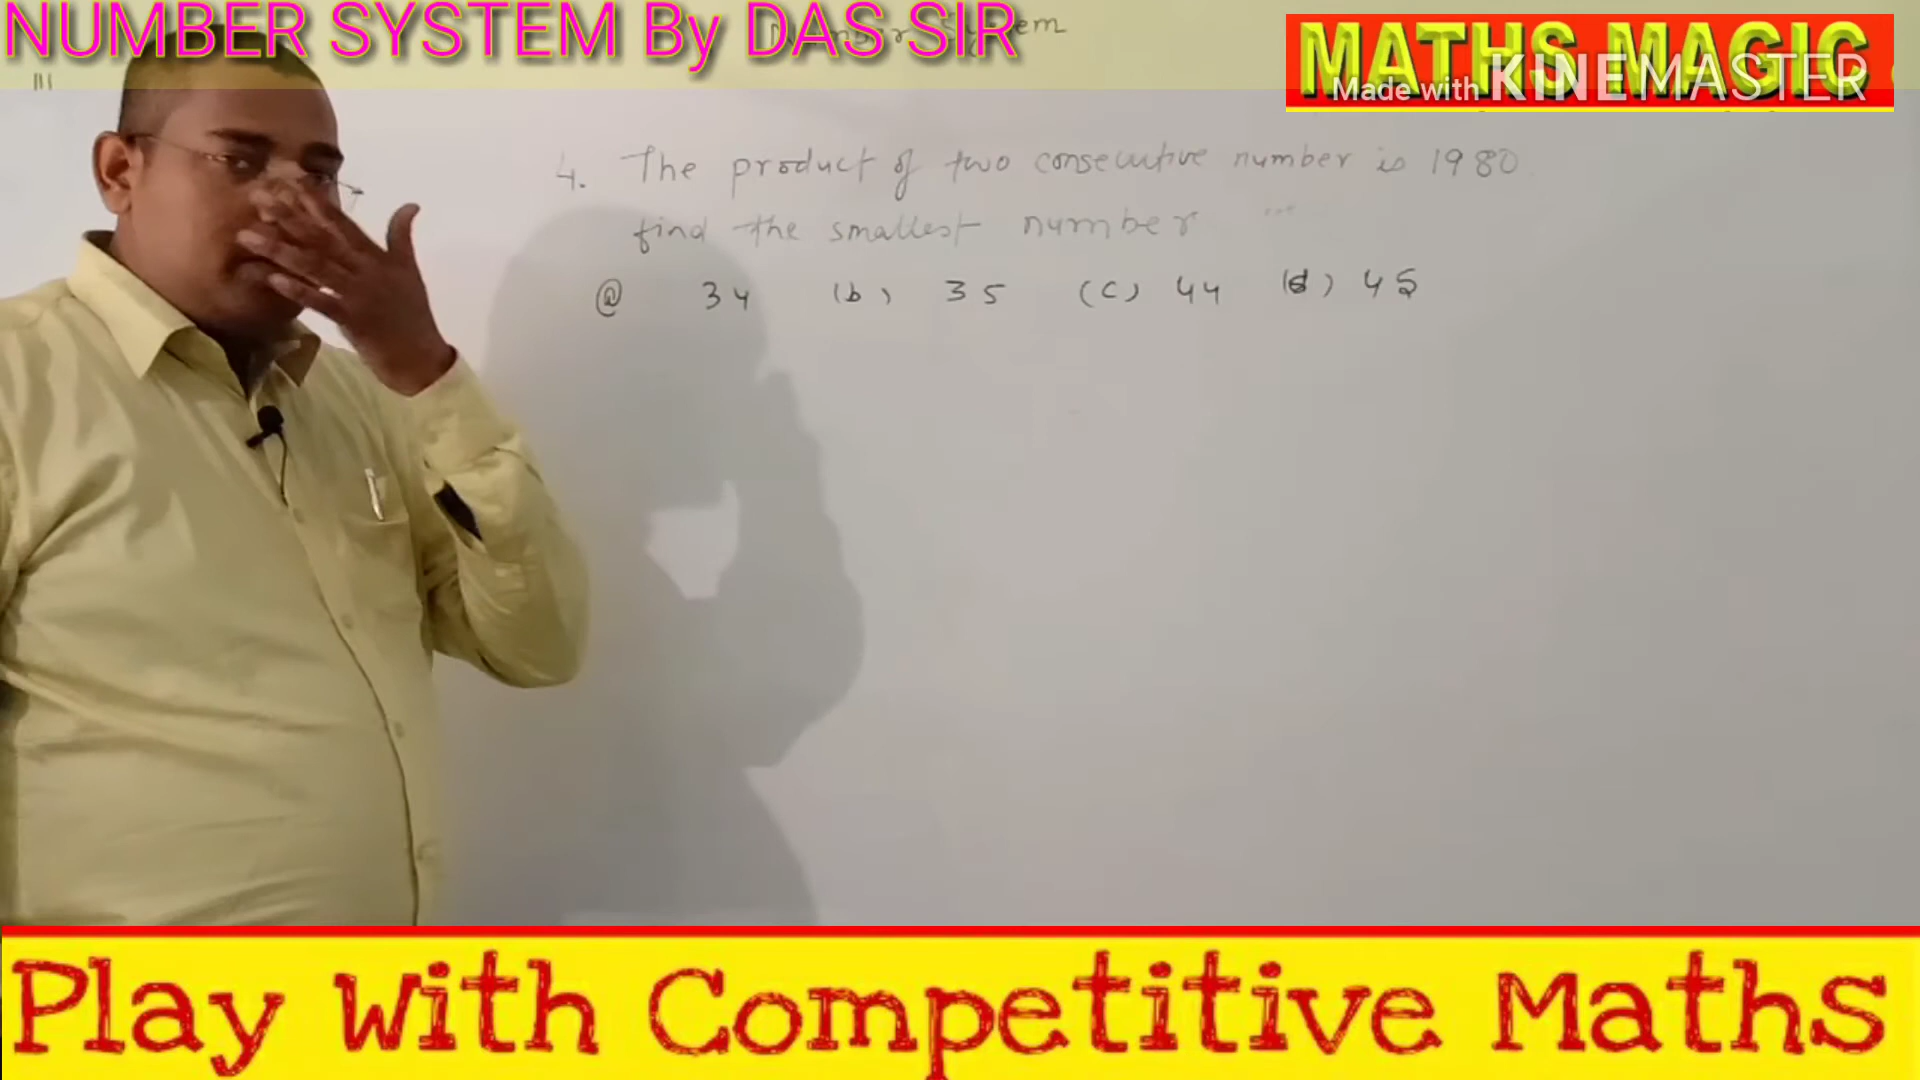 NUMBER SYSTEM By DAS SIR
MATHS MAGIC
Made with KINEMASTER
4. The product of two consecutive number is 1980
find the smallest number
(a) 34 (b) 35 (c) 44 (d) 45
Play With Competitive Maths